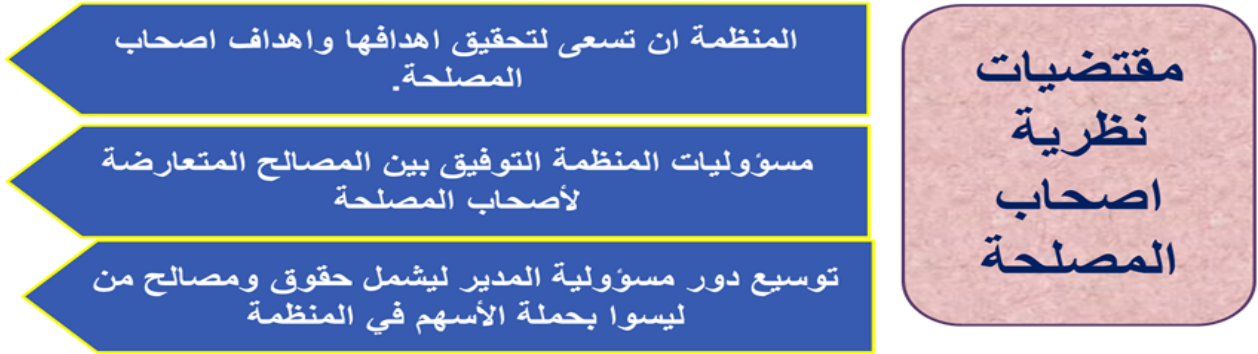 مقتضيات
نظرية
اصحاب
المصلحة
المنظمة ان تسعى لتحقيق اهدافها واهداف اصحاب
المصلحة.
مسؤوليات المنظمة التوفيق بين المصالح المتعارضة
لأصحاب المصلحة
توسيع دور مسؤولية المدير ليشمل حقوق ومصالح من
ليسوا بحملة الأسهم في المنظمة